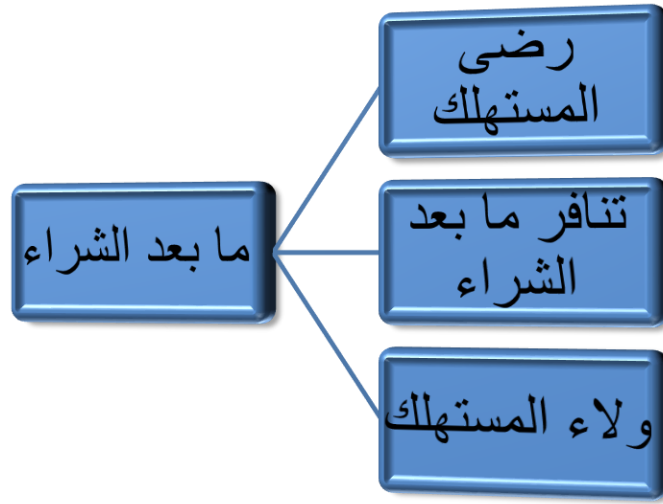 رضى
المستهلك
ما بعد الشراء
تنافر ما بعد
الشراء
ولاء المستهلك